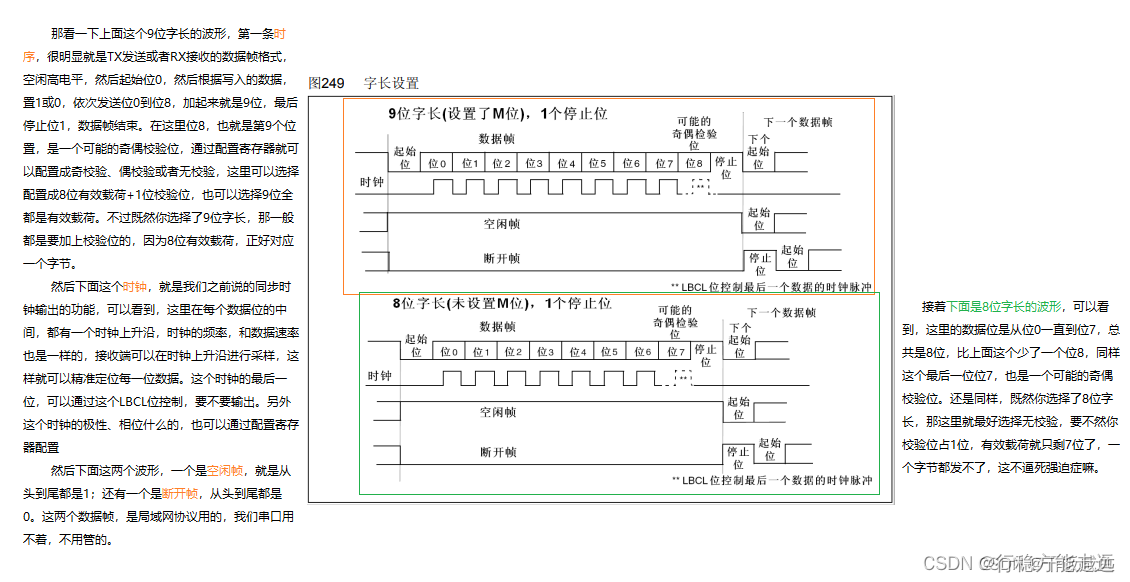 那看一下上面这个9位字长的波形，第一条时
序，很明显就是TX发送或者RX接收的数据帧格式，
空闲高电平，然后起始位0，然后根据写入的数据，
置1或0，依次发送位0到位8，加起来就是9位，最后
停止位1，数据帧结束。在这里位8，也就是第9个位
置，是一个可能的奇偶校验位，通过配置寄存器就可
以配置成奇校验、偶校验或者无校验，这里可以选择
配置成8位有效载荷+1位校验位，也可以选择9位全
都是有效载荷。不过既然你选择了9位字长，那一般
都是要加上校验位的，因为8位有效载荷，正好对应
一个字节。
然后下面这个时钟，就是我们之前说的同步时
钟输出的功能，可以看到，这里在每个数据位的中
间，都有一个时钟上升沿，时钟的频率，和数据速率
也是一样的，接收端可以在时钟上升沿进行采样，这
样就可以精准定位每一位数据。这个时钟的最后一
位，可以通过这个LBCL位控制，要不要输出。另外
这个时钟的极性、相位什么的，也可以通过配置寄存
器配置
然后下面这两个波形，一个是空闲帧，就是从
头到尾都是1；还有一个是断开帧，从头到尾都是
0。这两个数据帧，是局域网协议用的，我们串口用
不着，不用管的。
图249 字长设置
9位字长(设置了M位)，1个停止位
数据帧
可能的
奇偶检验
位
下一个数据帧
起始
位
位0 位1 位2 位3 位4 位5 位6 位7 位8
停止
位
下个
起始
位
时钟
**
空闲帧
起始
位
断开帧
停止
位
起始
位
** LBCL位控制最后一个数据的时钟脉冲
8位字长(未设置M位)，1个停止位
数据帧
可能的
奇偶检验
位
下一个数据帧
起始
位
位0 位1 位2 位3 位4 位5 位6 位7
停止
位
下个
起始
位
时钟
**
空闲帧
起始
位
断开帧
停止
位
起始
位
** LBCL位控制最后一个数据的时钟脉冲
接着下面是8位字长的波形，可以看
到，这里的数据位是从位0一直到位7，总
共是8位，比上面这个少了一个位8，同样
这个最后一位位7，也是一个可能的奇偶
校验位。还是同样，既然你选择了8位字
长，那这里就最好选择无校验，要不然你
校验位占1位，有效载荷就只剩7位了，一
个字节都发不了，这不逼死强迫症嘛。
CSDN @行稳方能走远